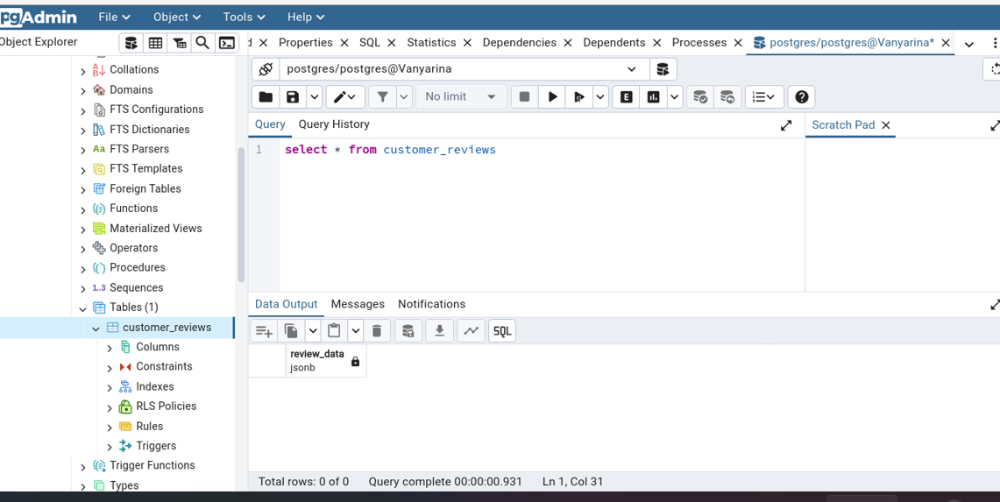 pgAdmin File Object Tools Help
Object Explorer
Properties SQL Statistics Dependencies Dependents Processes postgres/postgres@Vanyarina*
postgres/postgres@Vanyarina
No limit
E
Query Query History
Scratch Pad
1 select * from customer_reviews
Collations
Domains
FTS Configurations
FTS Dictionaries
Aa FTS Parsers
FTS Templates
Foreign Tables
Functions
Materialized Views
Operators
Procedures
1..3 Sequences
Tables (1)
customer_reviews
Columns
Constraints
Indexes
RLS Policies
Rules
Triggers
Trigger Functions
Types
Data Output Messages Notifications
SQL
review_data
jsonb
Total rows: 0 of 0 Query complete 00:00:00.931 Ln 1, Col 31